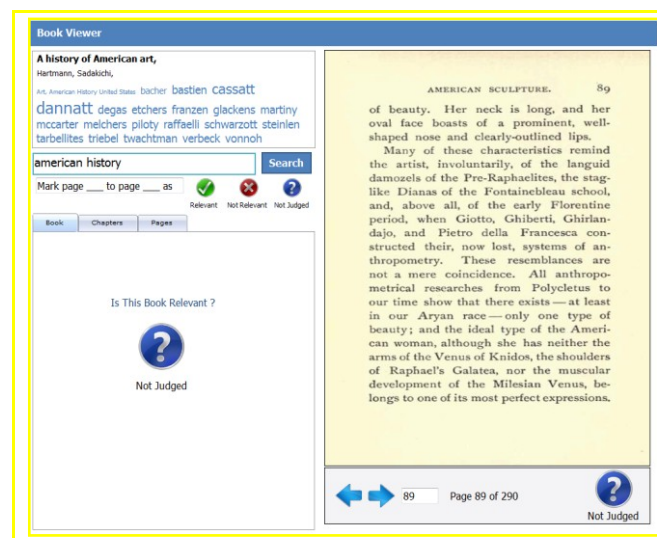 Book Viewer
A history of American art,
Hartmann, Sadakichi,
Art, American History United States bacher bastien cassatt
dannatt degas etchers franzen glackens martiny
mccarter melchers piloty raffaelli schwarzott steinlen
tarbellites triebel twachtman verbeck vonnoh
american history Search
Mark page ___ to page ___ as
Relevant Not Relevant Not Judged
Book Chapters Pages
Is This Book Relevant ?
?
Not Judged
AMERICAN SCULPTURE. 89
of beauty. Her neck is long, and her
oval face boasts of a prominent, well-
shaped nose and clearly-outlined lips.
Many of these characteristics remind
the artist, involuntarily, of the languid
damozels of the Pre-Raphaelites, the stag-
like Dianas of the Fontainebleau school,
and, above all, of the early Florentine
period, when Giotto, Ghiberti, Ghirlan-
dajo, and Pietro della Francesca con-
structed their, now lost, systems of an-
thropometry. These resemblances are
not a mere coincidence. All anthropo-
metrical researches from Polycletus to
our time show that there exists — at least
in our Aryan race — only one type of
beauty; and the ideal type of the Ameri-
can woman, although she has neither the
arms of the Venus of Knidos, the shoulders
of Raphael's Galatea, nor the muscular
development of the Milesian Venus, be-
longs to one of its most perfect expressions.
89 Page 89 of 290
?
Not Judged